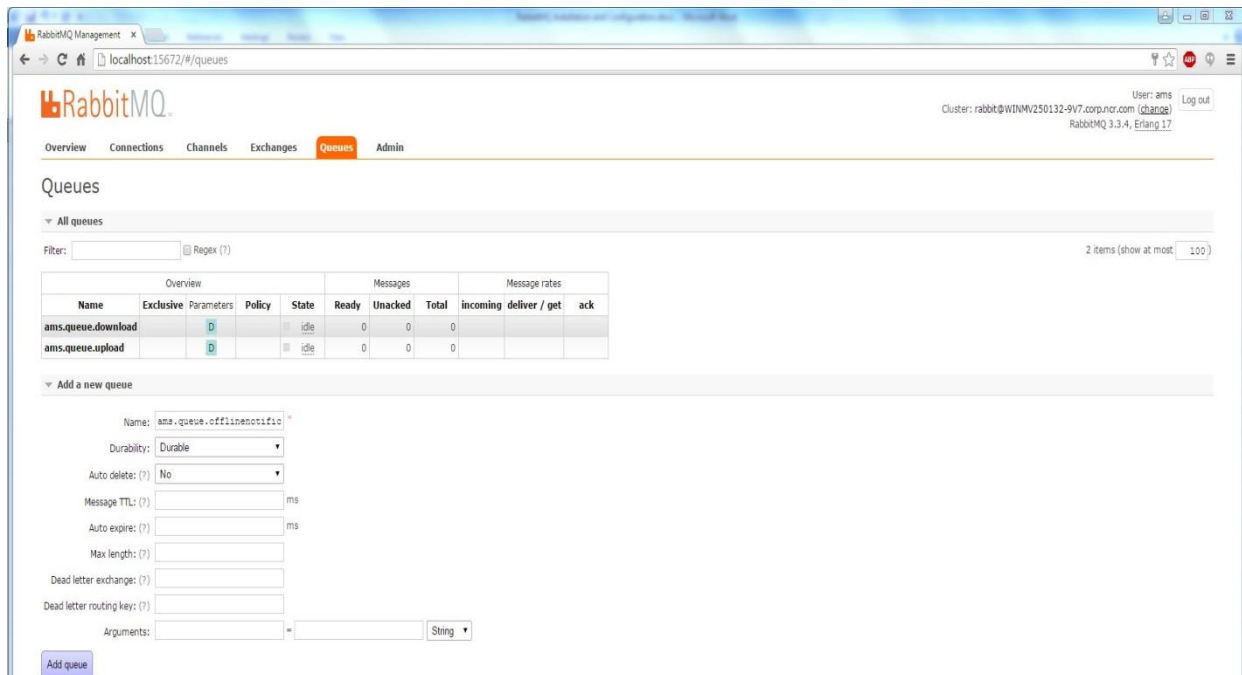 RabbitMQ Management x
localhost:15672/#/queues
ABP
RabbitMQ.
User: ams
Log out
Cluster: rabbit@WINMV250132-9V7.corp.ncr.com (change)
RabbitMQ 3.3.4, Erlang 17
Overview Connections Channels Exchanges Queues Admin
Queues
All queues
Filter: Regex (?) 2 items (show at most 100 )
Overview Messages Message rates
Name Exclusive Parameters Policy State Ready Unacked Total incoming deliver / get ack
ams.queue.download D idle 0 0 0
ams.queue.upload D idle 0 0 0
Add a new queue
Name: ams.queue.offlinenotific *
Durability: Durable
Auto delete: (?) No
Message TTL: (?) ms
Auto expire: (?) ms
Max length: (?)
Dead letter exchange: (?)
Dead letter routing key: (?)
Arguments: = String
Add queue